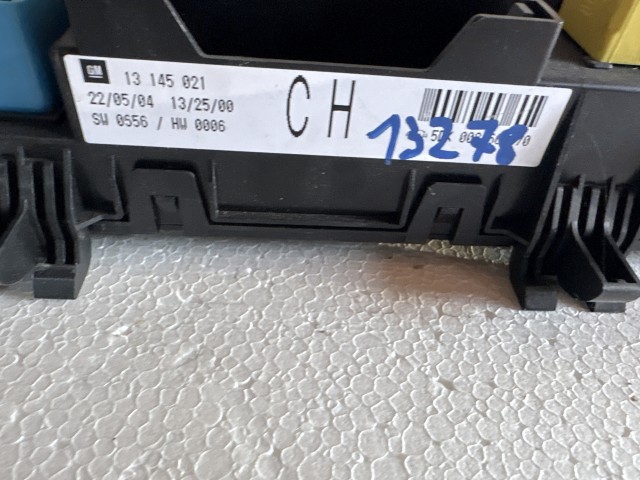 GM 13 145 021
22/05/04 13/25/00
SW 0556 / HW 0006
CH
13278